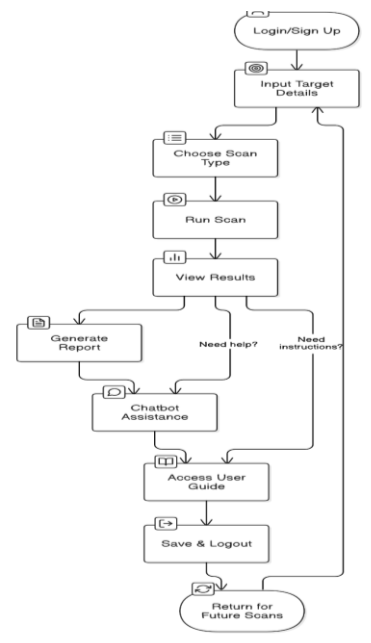 Login/Sign Up
Input Target
Details
Choose Scan
Type
Run Scan
View Results
Generate
Report
Need help?
Need
instructions?
Chatbot
Assistance
Access User
Guide
Save & Logout
Return for
Future Scans